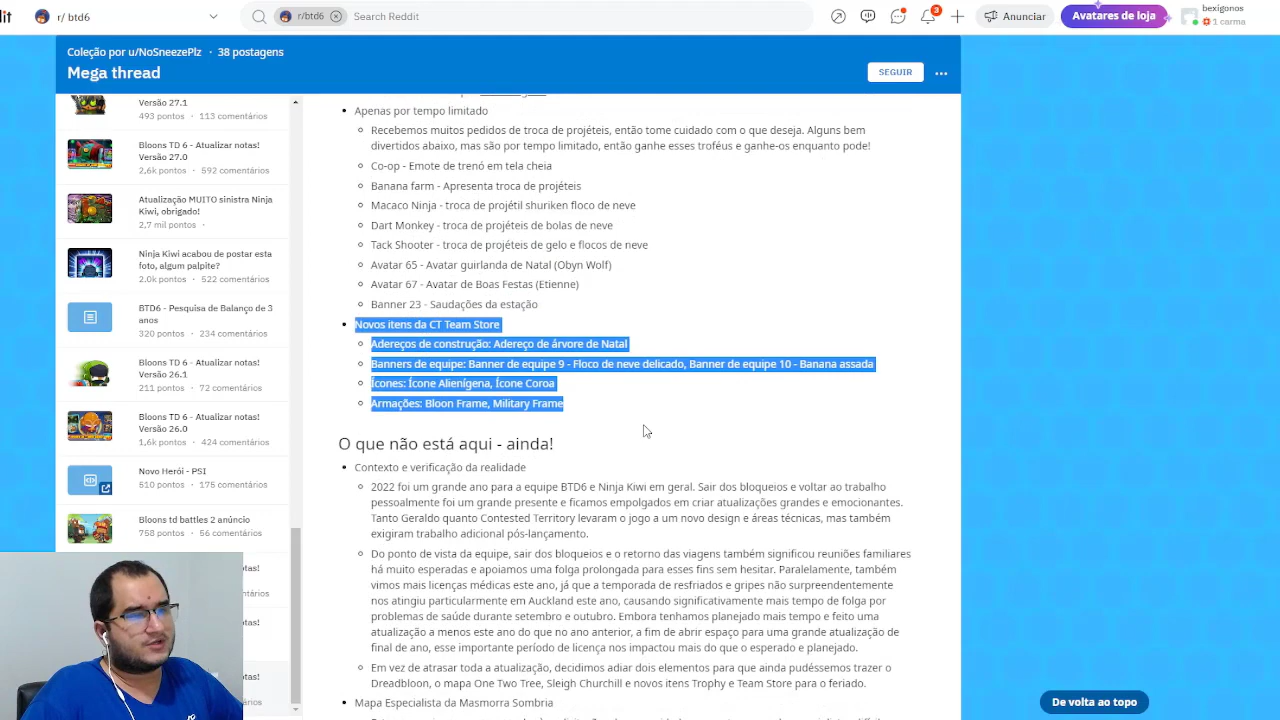 it
r/ btd6
r/btd6
Search Reddit
3
Anunciar
Avatares de loja
bexigonos
1 carma
Coleção por u/NoSneezePlz · 38 postagens
Mega thread
SEGUIR
Versão 27.1
493 pontos · 113 comentários
Bloons TD 6 - Atualizar notas!
Versão 27.0
2,6k pontos · 592 comentários
Atualização MUITO sinistra Ninja
Kiwi, obrigado!
2,7 mil pontos ·
Ninja Kiwi acabou de postar esta
foto, algum palpite?
2.0k pontos · 522 comentários
BTD6 - Pesquisa de Balanço de 3
anos
320 pontos · 234 comentários
Bloons TD 6 - Atualizar notas!
Versão 26.1
211 pontos · 72 comentários
Bloons TD 6 - Atualizar notas!
Versão 26.0
1,6k pontos · 424 comentários
Novo Herói - PSI
510 pontos · 175 comentários
Bloons td battles 2 anúncio
758 pontos · 56 comentários
otas!
ntários
otas!
ntários
otas!
ntários
Apenas por tempo limitado
Recebemos muitos pedidos de troca de projéteis, então tome cuidado com o que deseja. Alguns bem
divertidos abaixo, mas são por tempo limitado, então ganhe esses troféus e ganhe-os enquanto pode!
Co-op - Emote de trenó em tela cheia
Banana farm - Apresenta troca de projéteis
Macaco Ninja - troca de projétil shuriken floco de neve
Dart Monkey - troca de projéteis de bolas de neve
Tack Shooter - troca de projéteis de gelo e flocos de neve
Avatar 65 - Avatar guirlanda de Natal (Obyn Wolf)
Avatar 67 - Avatar de Boas Festas (Etienne)
Banner 23 - Saudações da estação
Novos itens da CT Team Store
Adereços de construção: Adereço de árvore de Natal
Banners de equipe: Banner de equipe 9 - Floco de neve delicado, Banner de equipe 10 - Banana assada
Ícones: Ícone Alienígena, Ícone Coroa
Armações: Bloon Frame, Military Frame
O que não está aqui - ainda!
Contexto e verificação da realidade
2022 foi um grande ano para a equipe BTD6 e Ninja Kiwi em geral. Sair dos bloqueios e voltar ao trabalho
pessoalmente foi um grande presente e ficamos empolgados em criar atualizações grandes e emocionantes.
Tanto Geraldo quanto Contested Territory levaram o jogo a um novo design e áreas técnicas, mas também
exigiram trabalho adicional pós-lançamento.
Do ponto de vista da equipe, sair dos bloqueios e o retorno das viagens também significou reuniões familiares
há muito esperadas e apoiamos uma folga prolongada para esses fins sem hesitar. Paralelamente, também
vimos mais licenças médicas este ano, já que a temporada de resfriados e gripes não surpreendentemente
nos atingiu particularmente em Auckland este ano, causando significativamente mais tempo de folga por
problemas de saúde durante setembro e outubro. Embora tenhamos planejado mais tempo e feito uma
atualização a menos este ano do que no ano anterior, a fim de abrir espaço para uma grande atualização de
final de ano, esse importante período de licença nos impactou mais do que o esperado e planejado.
Em vez de atrasar toda a atualização, decidimos adiar dois elementos para que ainda pudéssemos trazer o
Dreadbloon, o mapa One Two Tree, Sleigh Churchill e novos itens Trophy e Team Store para o feriado.
Mapa Especialista da Masmorra Sombria
De volta ao topo